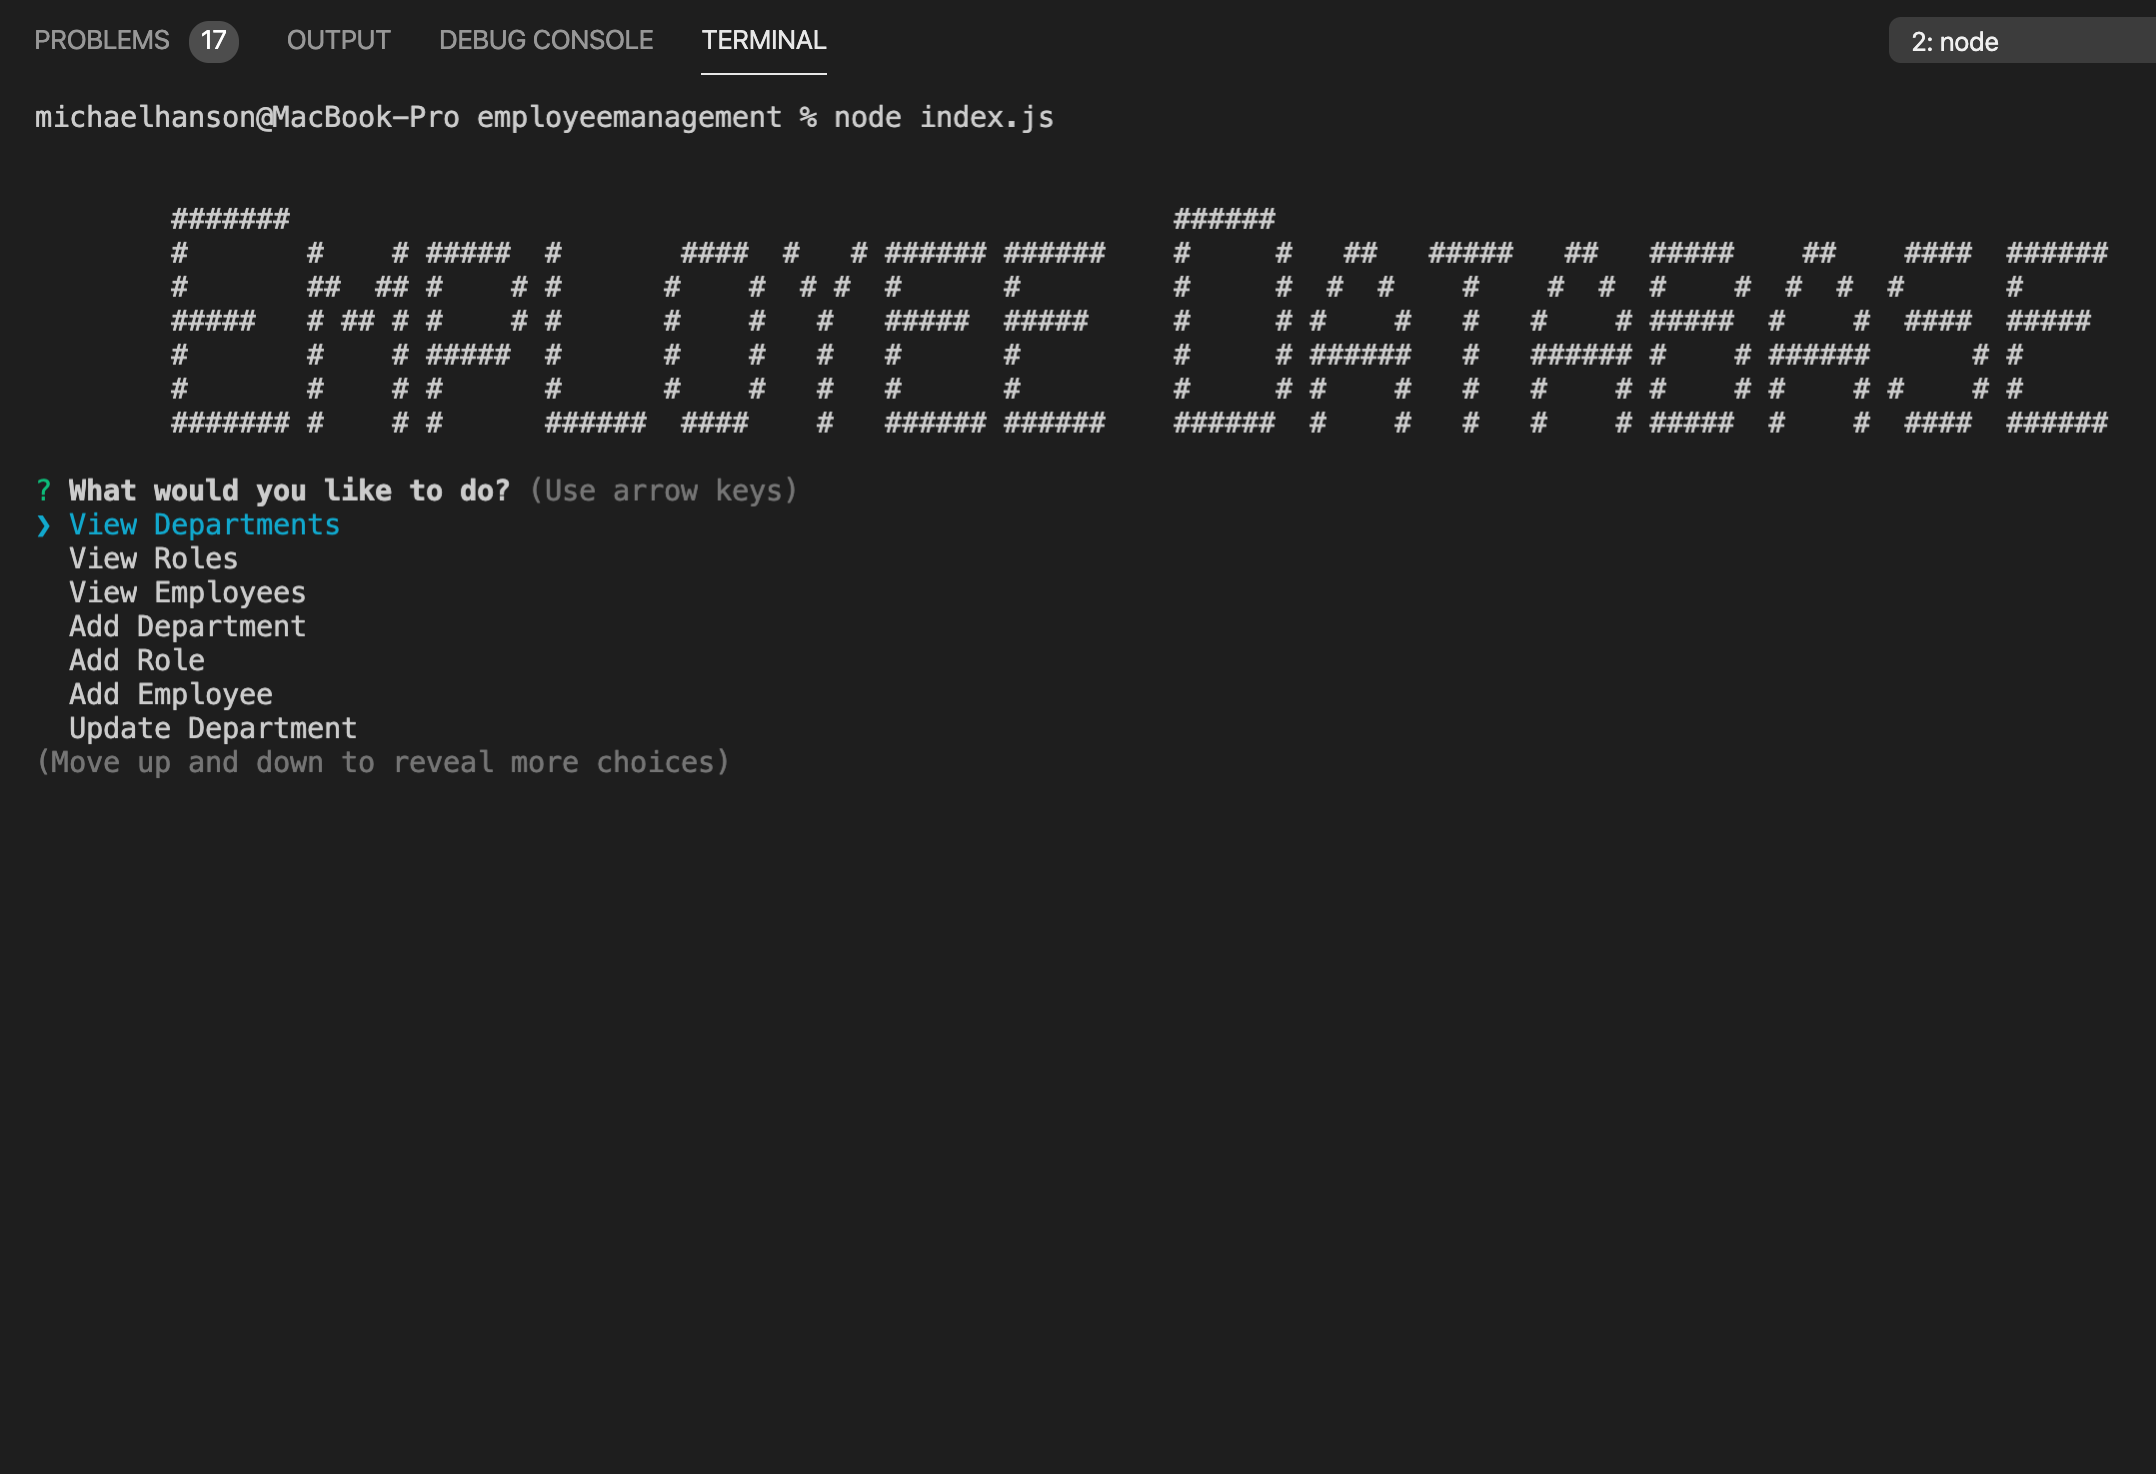 PROBLEMS 17 OUTPUT DEBUG CONSOLE TERMINAL 2: node
michaelhanson@MacBook-Pro employeemanagement % node index.js
EMPLOYEE DATABASE
? What would you like to do? (Use arrow keys)
❯ View Departments
View Roles
View Employees
Add Department
Add Role
Add Employee
Update Department
(Move up and down to reveal more choices)